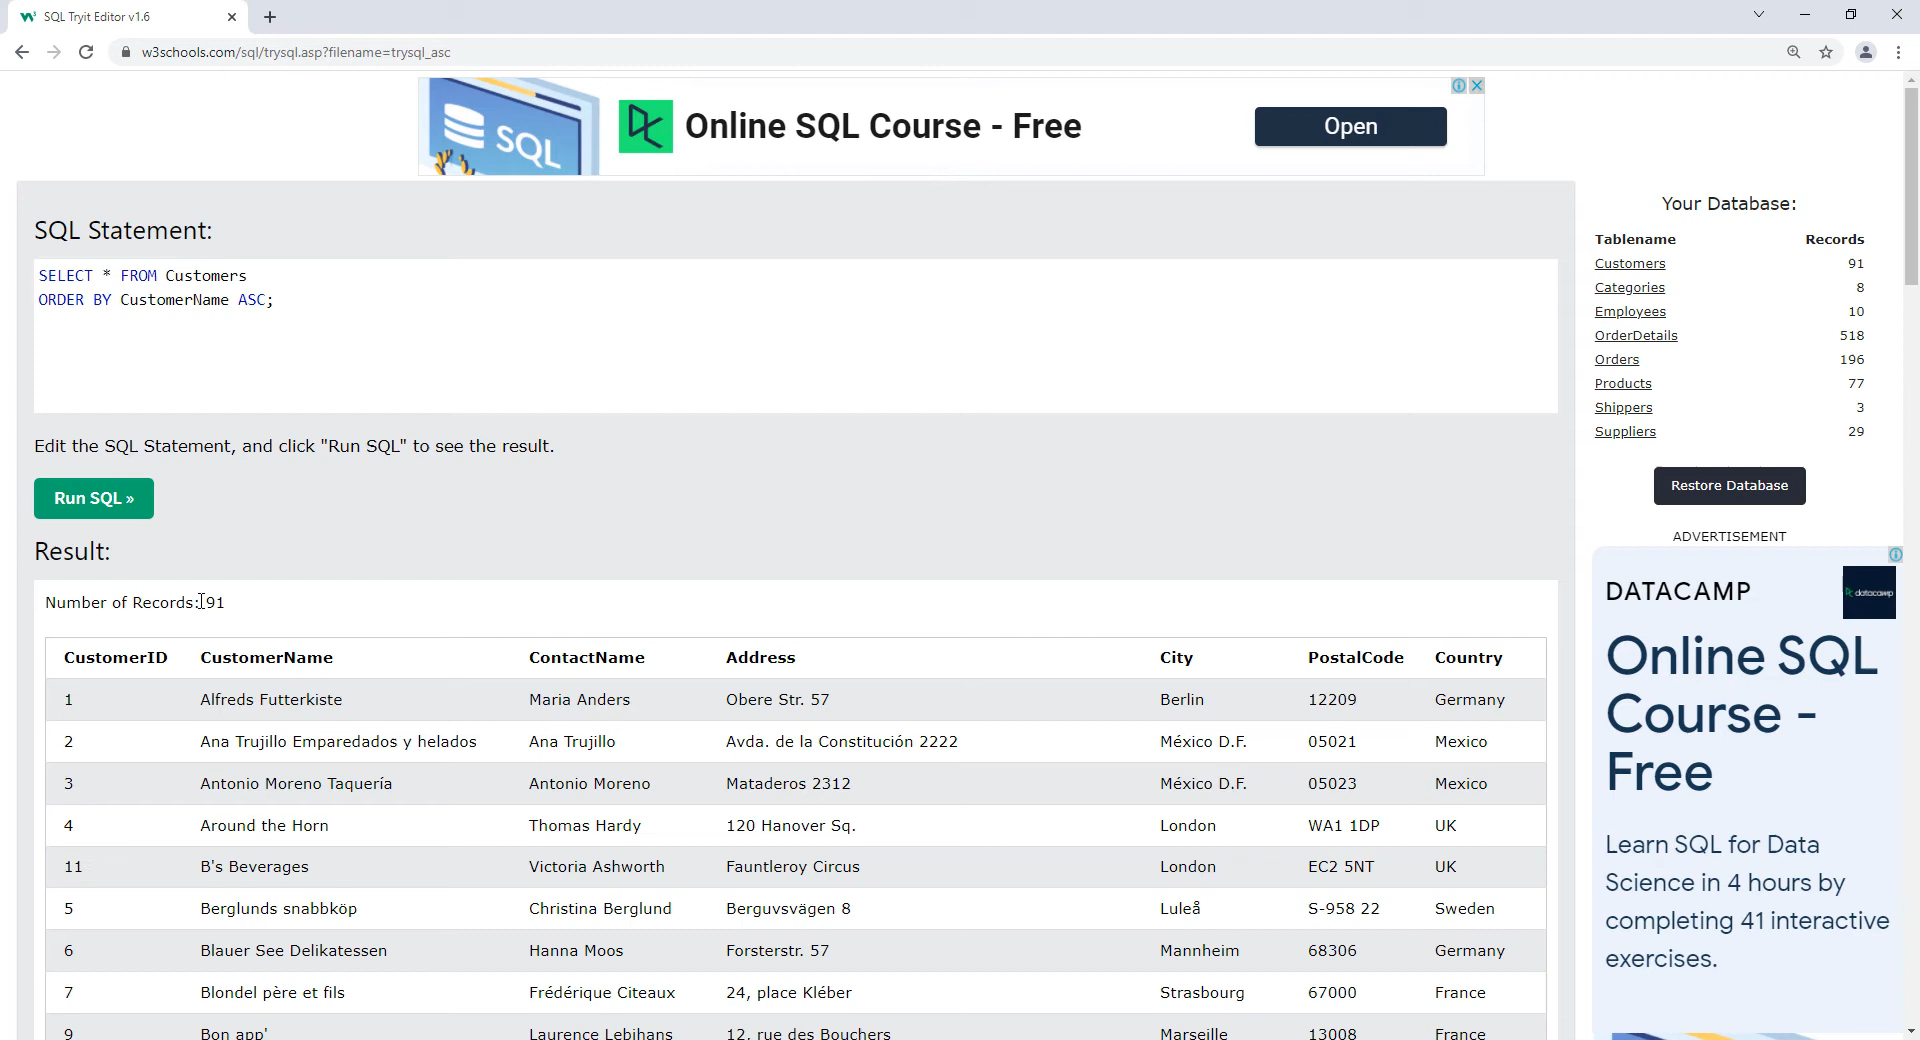 SQL Tryit Editor v1.6
w3schools.com/sql/trysql.asp?filename=trysql_asc
SQL
Online SQL Course - Free
Open
SQL Statement:
SELECT * FROM Customers
ORDER BY CustomerName ASC;
Edit the SQL Statement, and click "Run SQL" to see the result.
Run SQL »
Result:
Number of Records: 91
CustomerID CustomerName ContactName Address City PostalCode Country
1 Alfreds Futterkiste Maria Anders Obere Str. 57 Berlin 12209 Germany
2 Ana Trujillo Emparedados y helados Ana Trujillo Avda. de la Constitución 2222 México D.F. 05021 Mexico
3 Antonio Moreno Taquería Antonio Moreno Mataderos 2312 México D.F. 05023 Mexico
4 Around the Horn Thomas Hardy 120 Hanover Sq. London WA1 1DP UK
11 B's Beverages Victoria Ashworth Fauntleroy Circus London EC2 5NT UK
5 Berglunds snabbköp Christina Berglund Berguvsvägen 8 Luleå S-958 22 Sweden
6 Blauer See Delikatessen Hanna Moos Forsterstr. 57 Mannheim 68306 Germany
7 Blondel père et fils Frédérique Citeaux 24, place Kléber Strasbourg 67000 France
9 Bon app' Laurence Lebihans 12, rue des Bouchers Marseille 13008 France
Your Database:
Tablename Records
Customers 91
Categories 8
Employees 10
OrderDetails 518
Orders 196
Products 77
Shippers 3
Suppliers 29
Restore Database
ADVERTISEMENT
DATACAMP
datacamp
Online SQL
Course -
Free
Learn SQL for Data
Science in 4 hours by
completing 41 interactive
exercises.